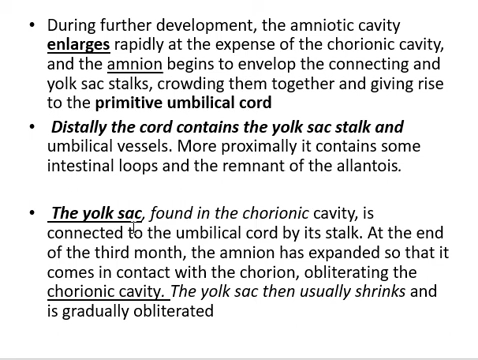 • During further development, the amniotic cavity
enlarges rapidly at the expense of the chorionic cavity,
and the amnion begins to envelop the connecting and
yolk sac stalks, crowding them together and giving rise
to the primitive umbilical cord
• Distally the cord contains the yolk sac stalk and
umbilical vessels. More proximally it contains some
intestinal loops and the remnant of the allantois.
• The yolk sac, found in the chorionic cavity, is
connected to the umbilical cord by its stalk. At the end
of the third month, the amnion has expanded so that it
comes in contact with the chorion, obliterating the
chorionic cavity. The yolk sac then usually shrinks and
is gradually obliterated